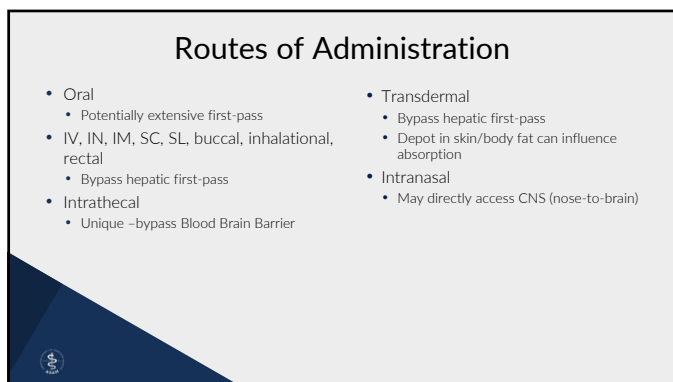 Routes of Administration
• Oral
• Potentially extensive first-pass
• IV, IN, IM, SC, SL, buccal, inhalational,
rectal
• Bypass hepatic first-pass
• Intrathecal
• Unique –bypass Blood Brain Barrier
• Transdermal
• Bypass hepatic first-pass
• Depot in skin/body fat can influence
absorption
• Intranasal
• May directly access CNS (nose-to-brain)
ASAM